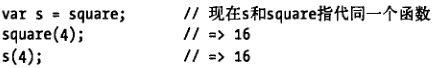 var s = square;        // 现在s和square指代同一个函数
square(4);             // => 16
s(4);                  // => 16